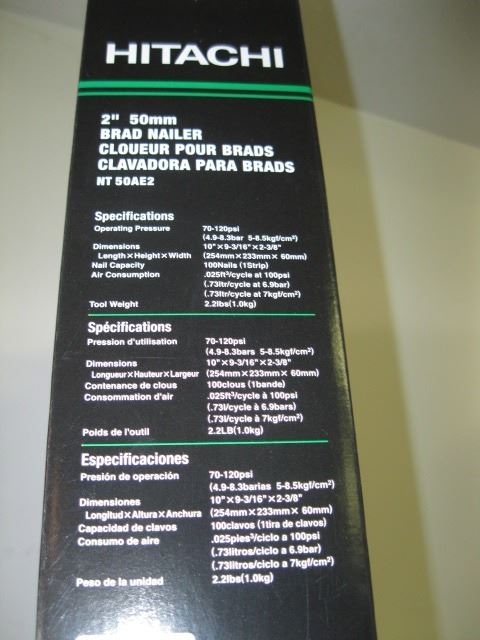 HITACHI
2" 50mm
BRAD NAILER
CLOUEUR POUR BRADS
CLAVADORA PARA BRADS
NT 50AE2
Specifications
Operating Pressure 70-120psi
(4.9-8.3bar 5-8.5kgf/cm²)
Dimensions 10"×9-3/16"×2-3/8"
Length×Height×Width (254mm×233mm× 60mm)
Nail Capacity 100Nails (1Strip)
Air Consumption .025ft³/cycle at 100psi
(.73ltr/cycle at 6.9bar)
(.73ltr/cycle at 7kgf/cm²)
Tool Weight 2.2lbs(1.0kg)
Spécifications
Pression d'utilisation 70-120psi
(4.9-8.3bars 5-8.5kgf/cm²)
Dimensions 10"×9-3/16"×2-3/8"
Longueur×Hauteur×Largeur (254mm×233mm× 60mm)
Contenance de clous 100clous (1bande)
Consommation d'air .025ft³/cycle à 100psi
(.73l/cycle à 6.9bars)
(.73l/cycle à 7kgf/cm²)
Poids de l'outil 2.2LB(1.0kg)
Especificaciones
Presión de operación 70-120psi
(4.9-8.3barias 5-8.5kgf/cm²)
Dimensiones 10"×9-3/16"×2-3/8"
Longitud×Altura×Anchura (254mm×233mm× 60mm)
Capacidad de clavos 100clavos (1tira de clavos)
Consumo de aire .025pies³/ciclo a 100psi
(.73litros/ciclo a 6.9bar)
(.73litros/ciclo a 7kgf/cm²)
Peso de la unidad 2.2lbs(1.0kg)